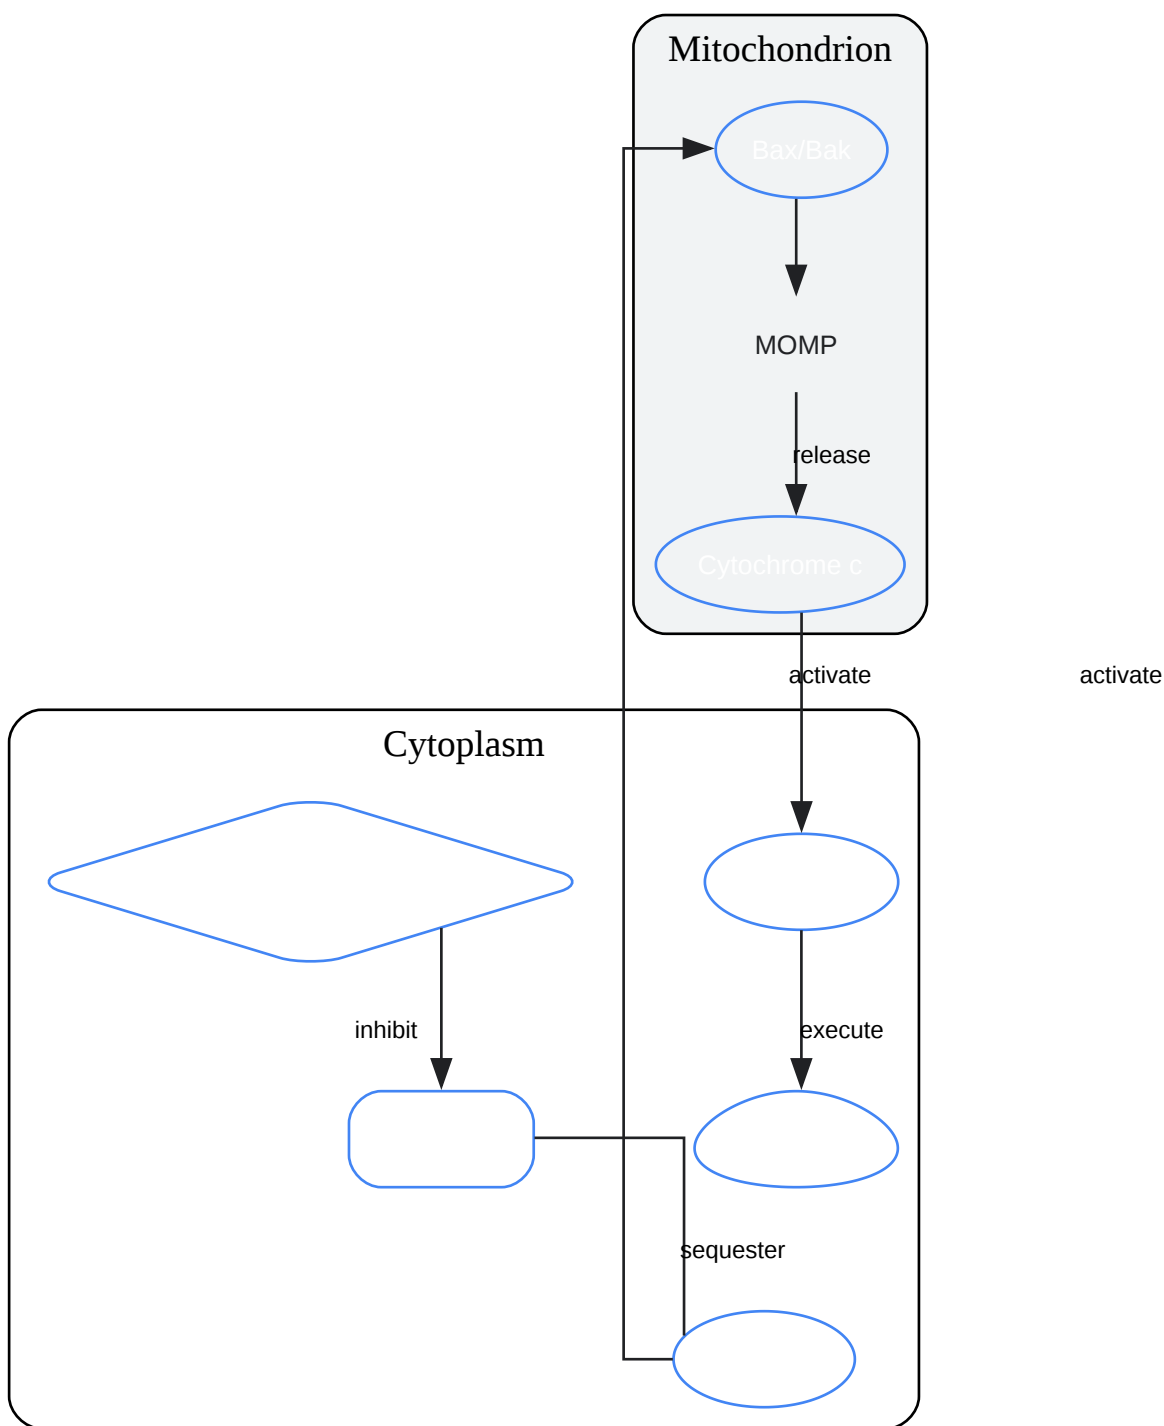 Mitochondrion
Bax/Bak
MOMP
release
Cytochrome c
activate
activate
Cytoplasm
inhibit
execute
sequester